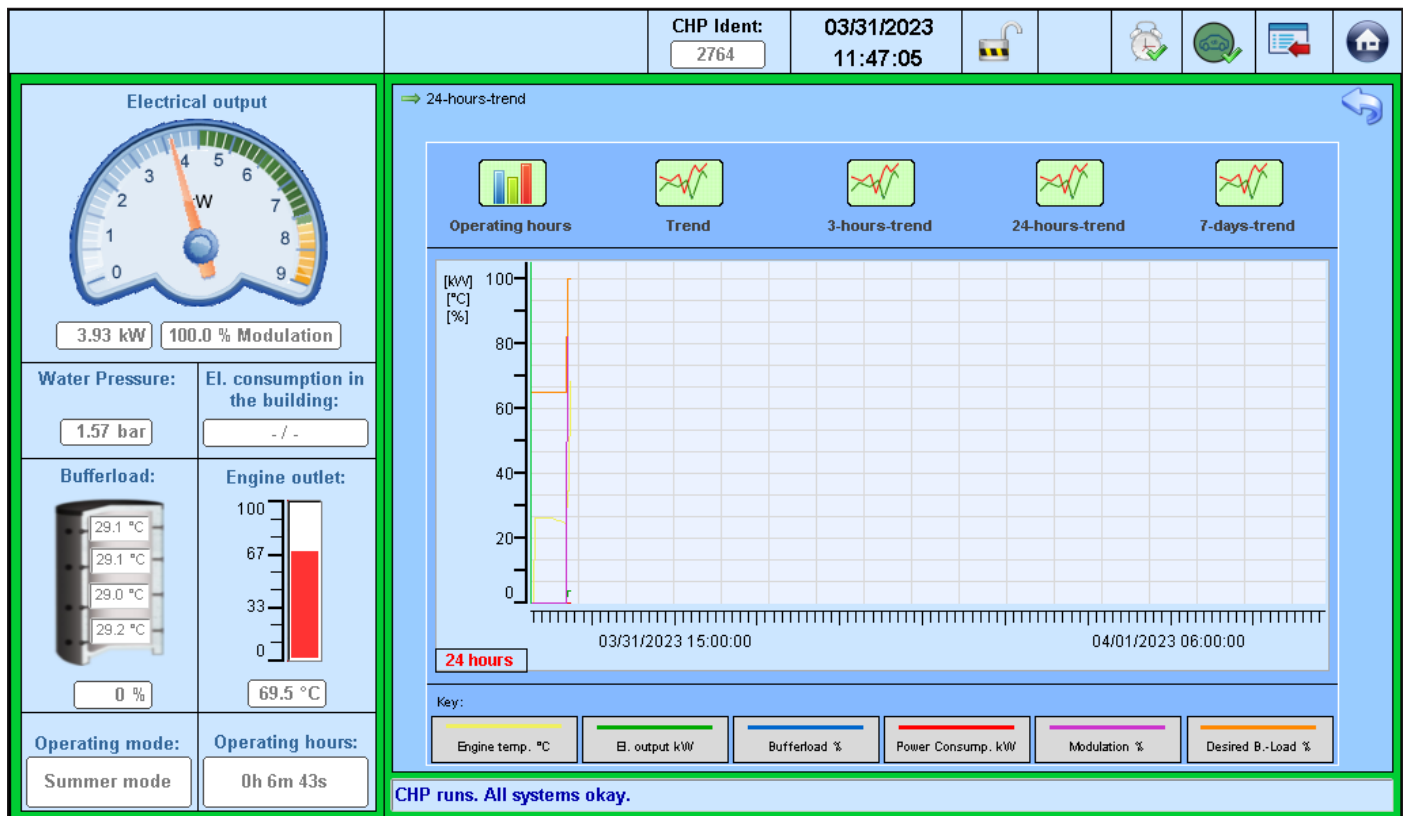 CHP Ident:
2764
03/31/2023
11:47:05
Electrical output
0
1
2
3
4
5
6
7
8
9
3.93 kW
100.0 % Modulation
Water Pressure:
1.57 bar
El. consumption in
the building:
- / -
Bufferload:
29.1 °C
29.1 °C
29.0 °C
29.2 °C
0 %
Engine outlet:
100
67
33
0
69.5 °C
Operating mode:
Summer mode
Operating hours:
0h 6m 43s
24-hours-trend
Operating hours
Trend
3-hours-trend
24-hours-trend
7-days-trend
[kW]
[°C]
[%]
100
80
60
40
20
0
03/31/2023 15:00:00
04/01/2023 06:00:00
24 hours
Key:
Engine temp. °C
El. output kW
Bufferload %
Power Consump. kW
Modulation %
Desired B.-Load %
CHP runs. All systems okay.